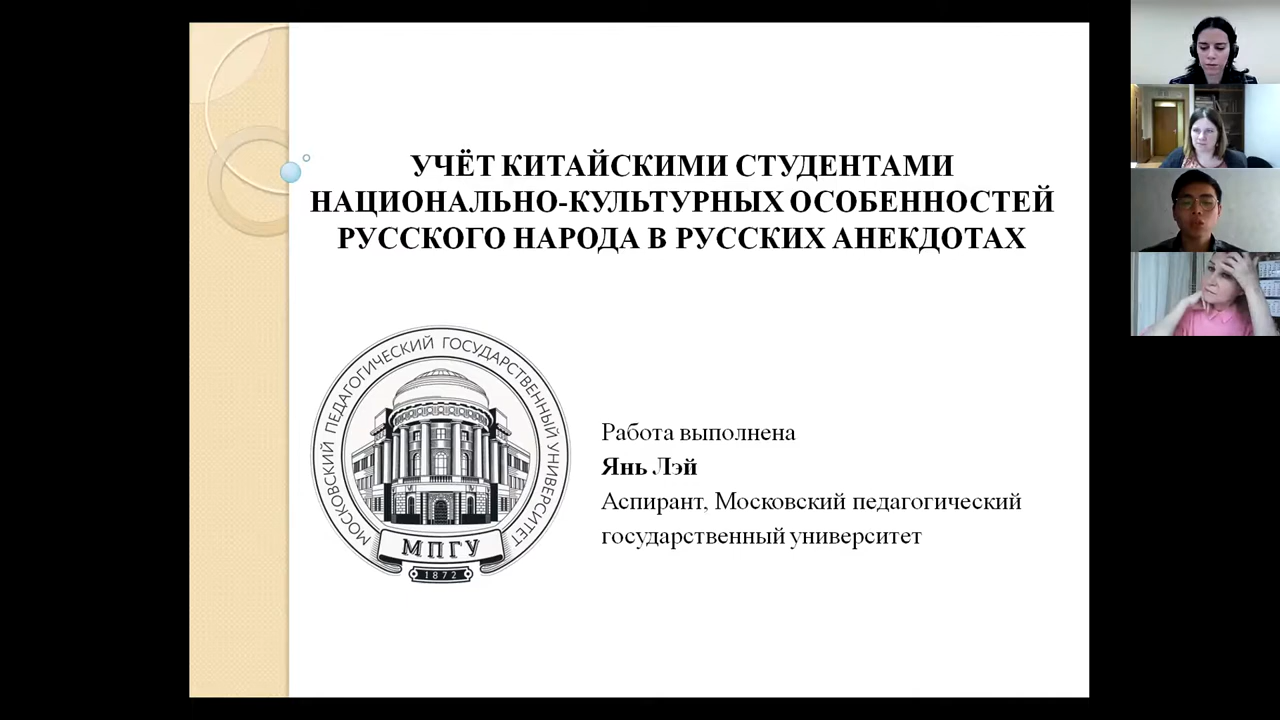 УЧЁТ КИТАЙСКИМИ СТУДЕНТАМИ
НАЦИОНАЛЬНО-КУЛЬТУРНЫХ ОСОБЕННОСТЕЙ
РУССКОГО НАРОДА В РУССКИХ АНЕКДОТАХ
МОСКОВСКИЙ ПЕДАГОГИЧЕСКИЙ ГОСУДАРСТВЕННЫЙ УНИВЕРСИТЕТ
МПГУ
1872
Работа выполнена
Янь Лэй
Аспирант, Московский педагогический
государственный университет